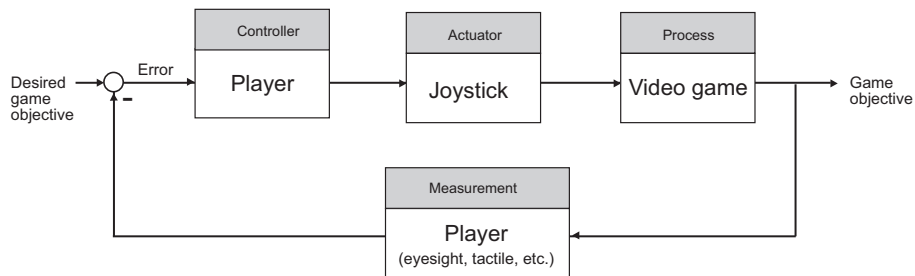 Controller
Actuator
Process
Desired
game
objective
Error
Player
Joystick
Video game
Game
objective
-
Measurement
Player
(eyesight, tactile, etc.)